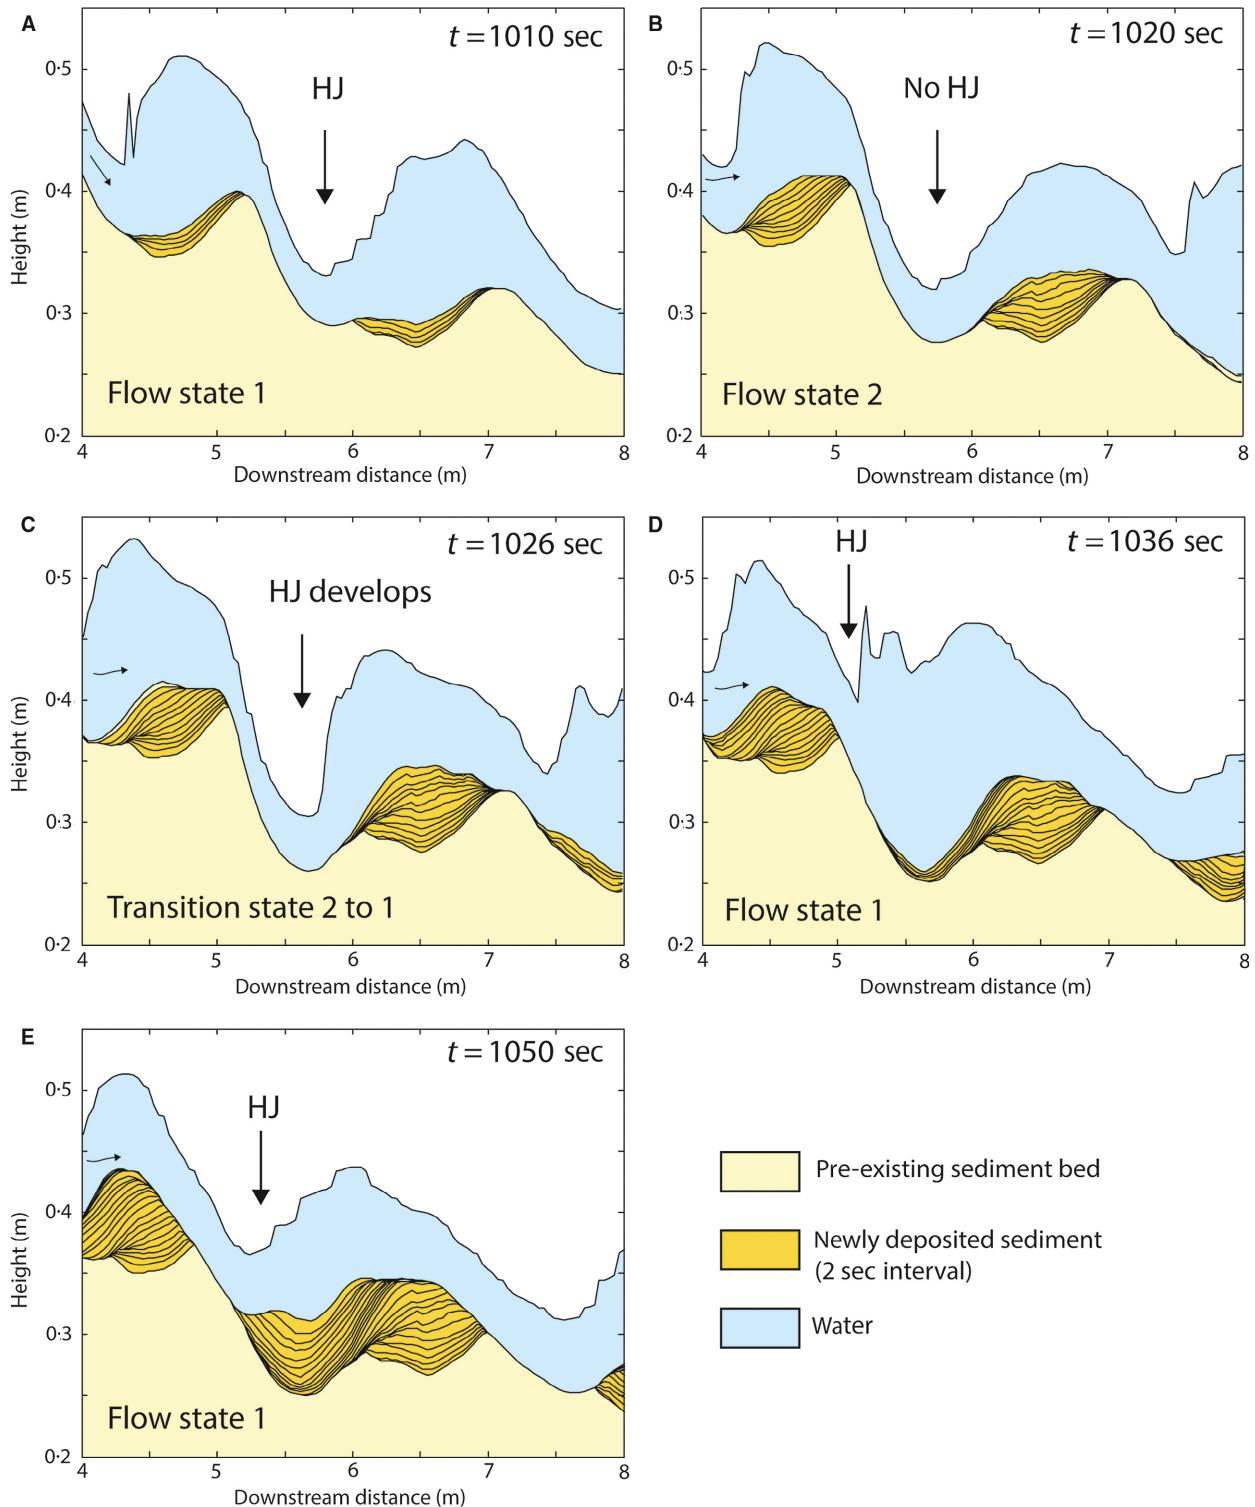 A
t = 1010 sec
HJ
0·5
0·4
0·3
0·2
Height (m)
Flow state 1
4 5 6 7 8
Downstream distance (m)
B
t = 1020 sec
No HJ
0·5
0·4
0·3
0·2
Flow state 2
4 5 6 7 8
Downstream distance (m)
C
t = 1026 sec
HJ develops
0·5
0·4
0·3
0·2
Height (m)
Transition state 2 to 1
4 5 6 7 8
Downstream distance (m)
D
t = 1036 sec
HJ
0·5
0·4
0·3
0·2
Flow state 1
4 5 6 7 8
Downstream distance (m)
E
t = 1050 sec
HJ
0·5
0·4
0·3
0·2
Height (m)
Flow state 1
4 5 6 7 8
Downstream distance (m)
Pre-existing sediment bed
Newly deposited sediment
(2 sec interval)
Water